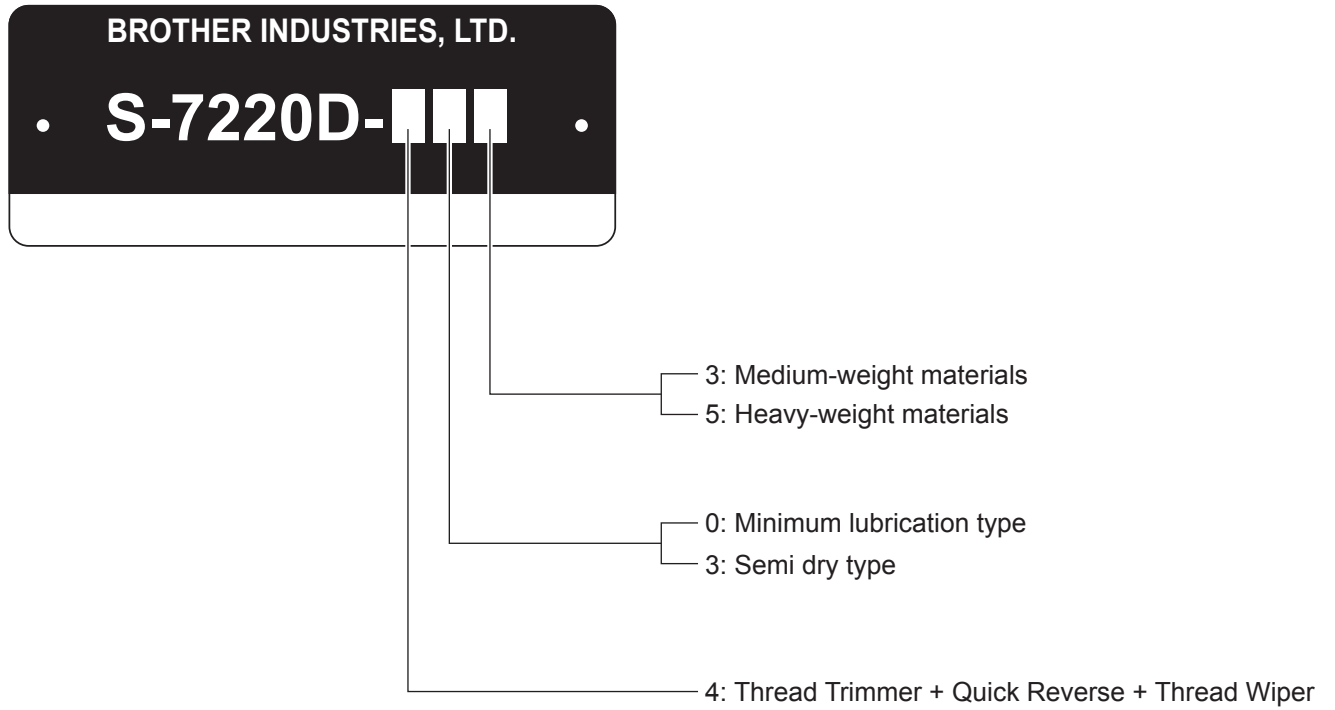 BROTHER INDUSTRIES, LTD.
S-7220D-
3: Medium-weight materials
5: Heavy-weight materials
0: Minimum lubrication type
3: Semi dry type
4: Thread Trimmer + Quick Reverse + Thread Wiper